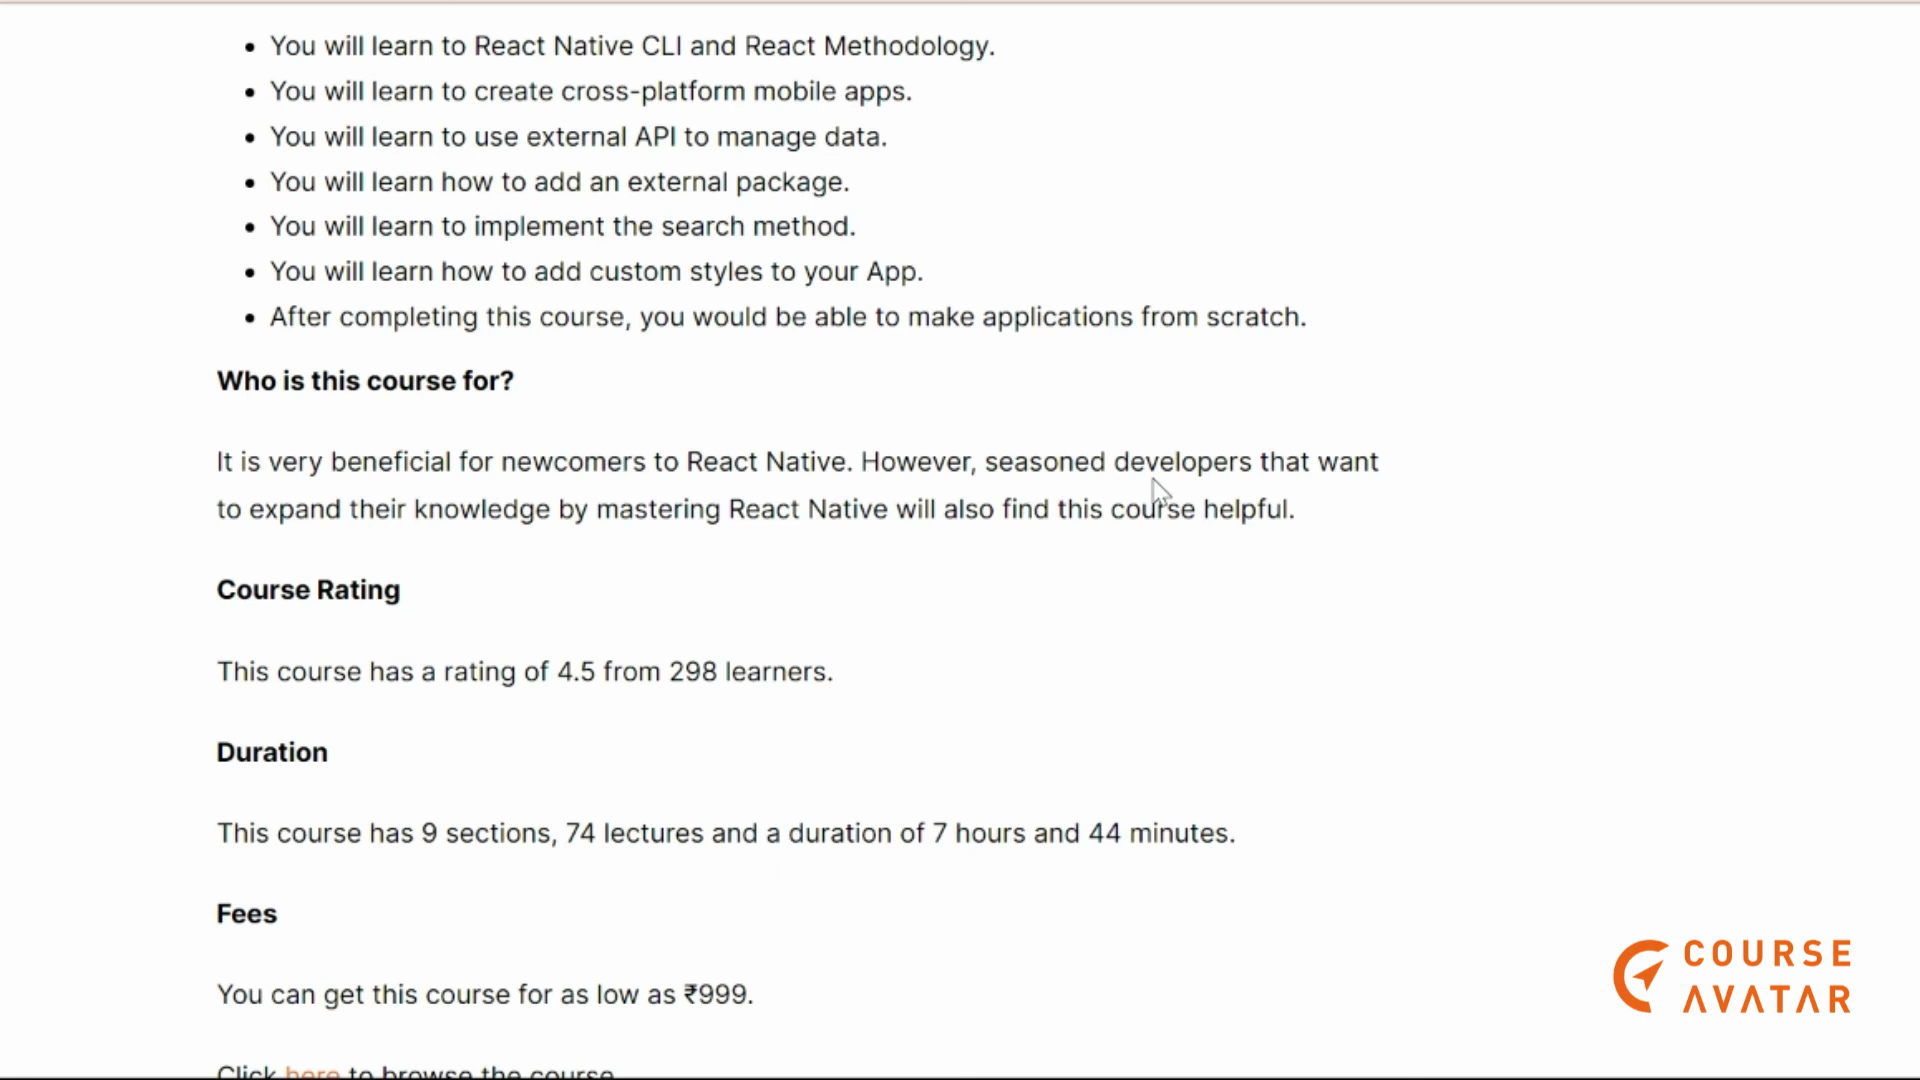 You will learn to React Native CLI and React Methodology.
You will learn to create cross-platform mobile apps.
You will learn to use external API to manage data.
You will learn how to add an external package.
You will learn to implement the search method.
You will learn how to add custom styles to your App.
After completing this course, you would be able to make applications from scratch.
Who is this course for?
It is very beneficial for newcomers to React Native. However, seasoned developers that want
to expand their knowledge by mastering React Native will also find this course helpful.
Course Rating
This course has a rating of 4.5 from 298 learners.
Duration
This course has 9 sections, 74 lectures and a duration of 7 hours and 44 minutes.
Fees
You can get this course for as low as ₹999.
Click here to browse the course.
COURSE
AVATAR